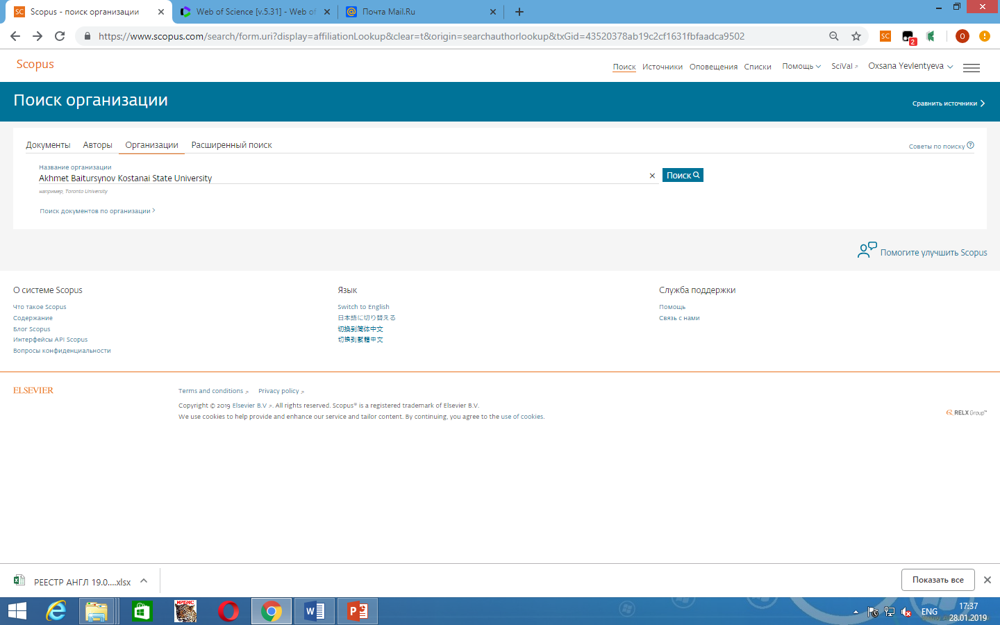 Scopus - поиск организации
Web of Science [v.5.31] - Web of
Почта Mail.Ru
https://www.scopus.com/search/form.uri?display=affiliationLookup&clear=t&origin=searchauthorlookup&txGid=43520378ab19c2cf1631fbfaadca9502
SC
2
O
Scopus
Поиск Источники Оповещения Списки Помощь SciVal Oxsana Yevlentyeva
Поиск организации
Сравнить источники
Документы Авторы Организации Расширенный поиск
Советы по поиску
Название организации
Akhmet Baitursynov Kostanai State University
Поиск
например, Toronto University
Поиск документов по организации
Помогите улучшить Scopus
О системе Scopus
Что такое Scopus
Содержание
Блог Scopus
Интерфейсы API Scopus
Вопросы конфиденциальности
Язык
Switch to English
日本語に切り替える
切换到简体中文
切換到繁體中文
Служба поддержки
Помощь
Связь с нами
ELSEVIER
Terms and conditions Privacy policy
Copyright © 2019 Elsevier B.V. All rights reserved. Scopus® is a registered trademark of Elsevier B.V.
We use cookies to help provide and enhance our service and tailor content. By continuing, you agree to the use of cookies.
RELX Group™
РЕЕСТР АНГЛ 19.0....xlsx
Показать все
ИРБИС
ENG
17:37
28.01.2019